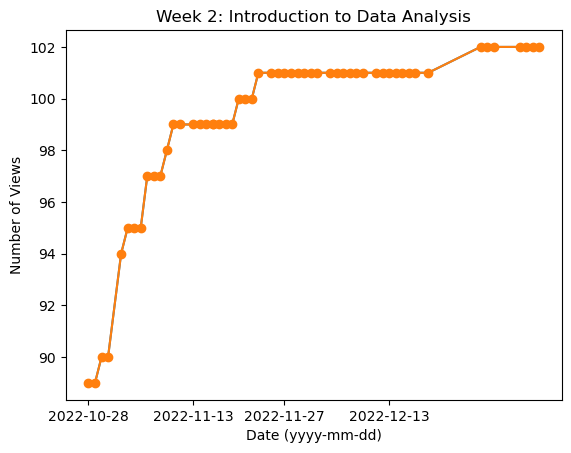 Week 2: Introduction to Data Analysis
Number of Views
102
100
98
96
94
92
90
2022-10-28 2022-11-13 2022-11-27 2022-12-13
Date (yyyy-mm-dd)